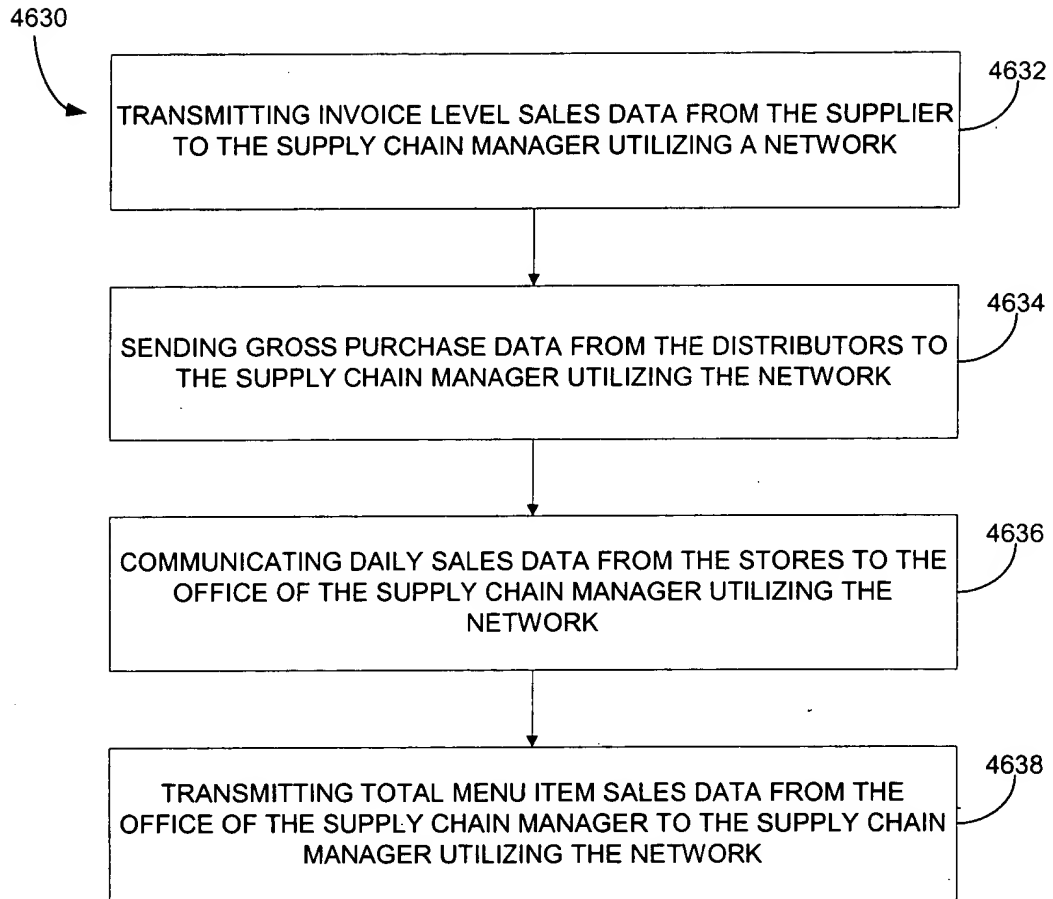 4630
4632
TRANSMITTING INVOICE LEVEL SALES DATA FROM THE SUPPLIER
TO THE SUPPLY CHAIN MANAGER UTILIZING A NETWORK
4634
SENDING GROSS PURCHASE DATA FROM THE DISTRIBUTORS TO
THE SUPPLY CHAIN MANAGER UTILIZING THE NETWORK
4636
COMMUNICATING DAILY SALES DATA FROM THE STORES TO THE
OFFICE OF THE SUPPLY CHAIN MANAGER UTILIZING THE
NETWORK
4638
TRANSMITTING TOTAL MENU ITEM SALES DATA FROM THE
OFFICE OF THE SUPPLY CHAIN MANAGER TO THE SUPPLY CHAIN
MANAGER UTILIZING THE NETWORK